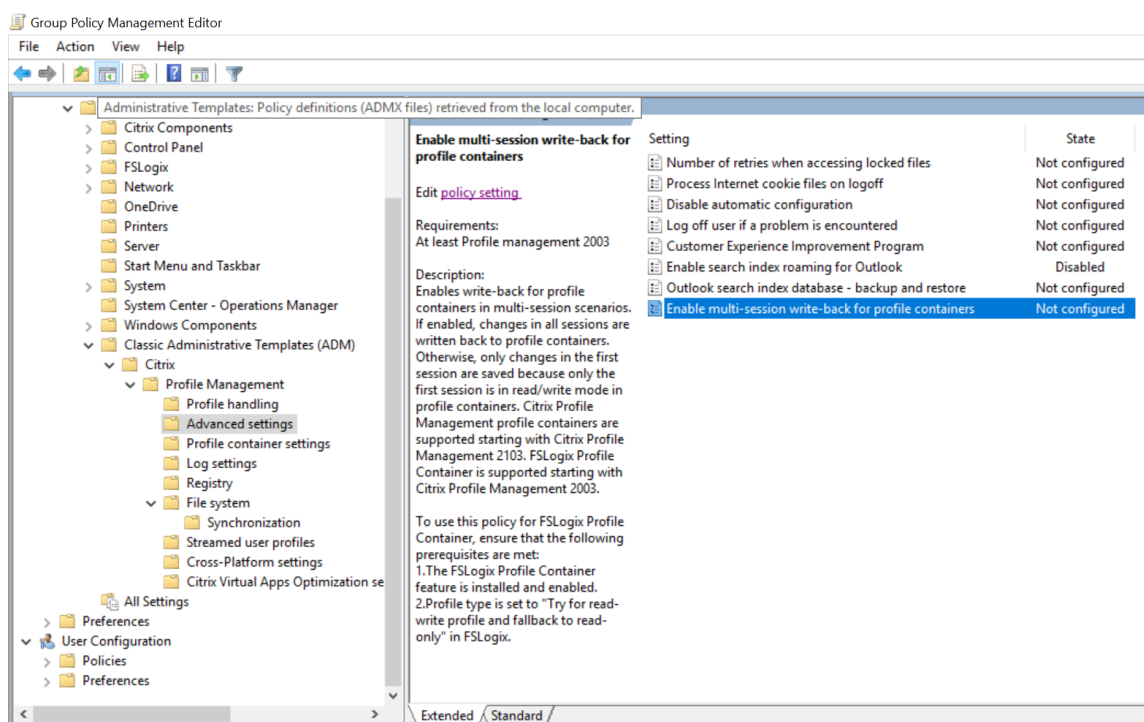 Group Policy Management Editor
File Action View Help
Administrative Templates: Policy definitions (ADMX files) retrieved from the local computer.
Citrix Components
Control Panel
FSLogix
Network
OneDrive
Printers
Server
Start Menu and Taskbar
System
System Center - Operations Manager
Windows Components
Classic Administrative Templates (ADM)
Citrix
Profile Management
Profile handling
Advanced settings
Profile container settings
Log settings
Registry
File system
Synchronization
Streamed user profiles
Cross-Platform settings
Citrix Virtual Apps Optimization se
All Settings
Preferences
User Configuration
Policies
Preferences
Enable multi-session write-back for
profile containers
Edit policy setting
Requirements:
At least Profile management 2003
Description:
Enables write-back for profile
containers in multi-session scenarios.
If enabled, changes in all sessions are
written back to profile containers.
Otherwise, only changes in the first
session are saved because only the
first session is in read/write mode in
profile containers. Citrix Profile
Management profile containers are
supported starting with Citrix Profile
Management 2103. FSLogix Profile
Container is supported starting with
Citrix Profile Management 2003.
To use this policy for FSLogix Profile
Container, ensure that the following
prerequisites are met:
1.The FSLogix Profile Container
feature is installed and enabled.
2.Profile type is set to "Try for read-
write profile and fallback to read-
only" in FSLogix.
Setting State
Number of retries when accessing locked files Not configured
Process Internet cookie files on logoff Not configured
Disable automatic configuration Not configured
Log off user if a problem is encountered Not configured
Customer Experience Improvement Program Not configured
Enable search index roaming for Outlook Disabled
Outlook search index database - backup and restore Not configured
Enable multi-session write-back for profile containers Not configured
Extended Standard